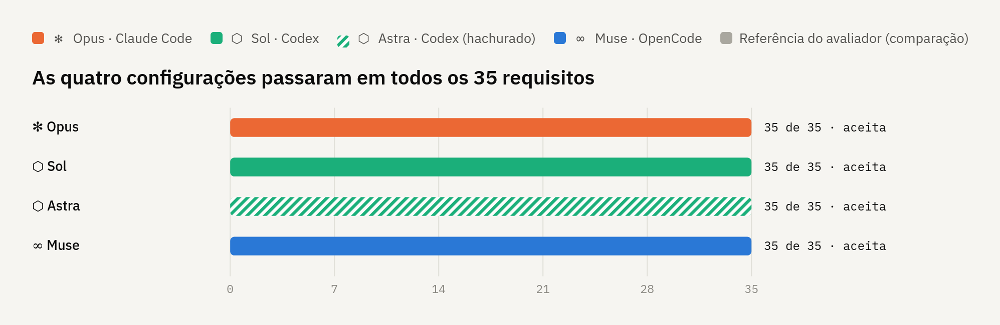 ✻ Opus · Claude Code ⬡ Sol · Codex ⬡ Astra · Codex (hachurado) ∞ Muse · OpenCode Referência do avaliador (comparação)
As quatro configurações passaram em todos os 35 requisitos
✻ Opus 35 de 35 · aceita
⬡ Sol 35 de 35 · aceita
⬡ Astra 35 de 35 · aceita
∞ Muse 35 de 35 · aceita
0 7 14 21 28 35